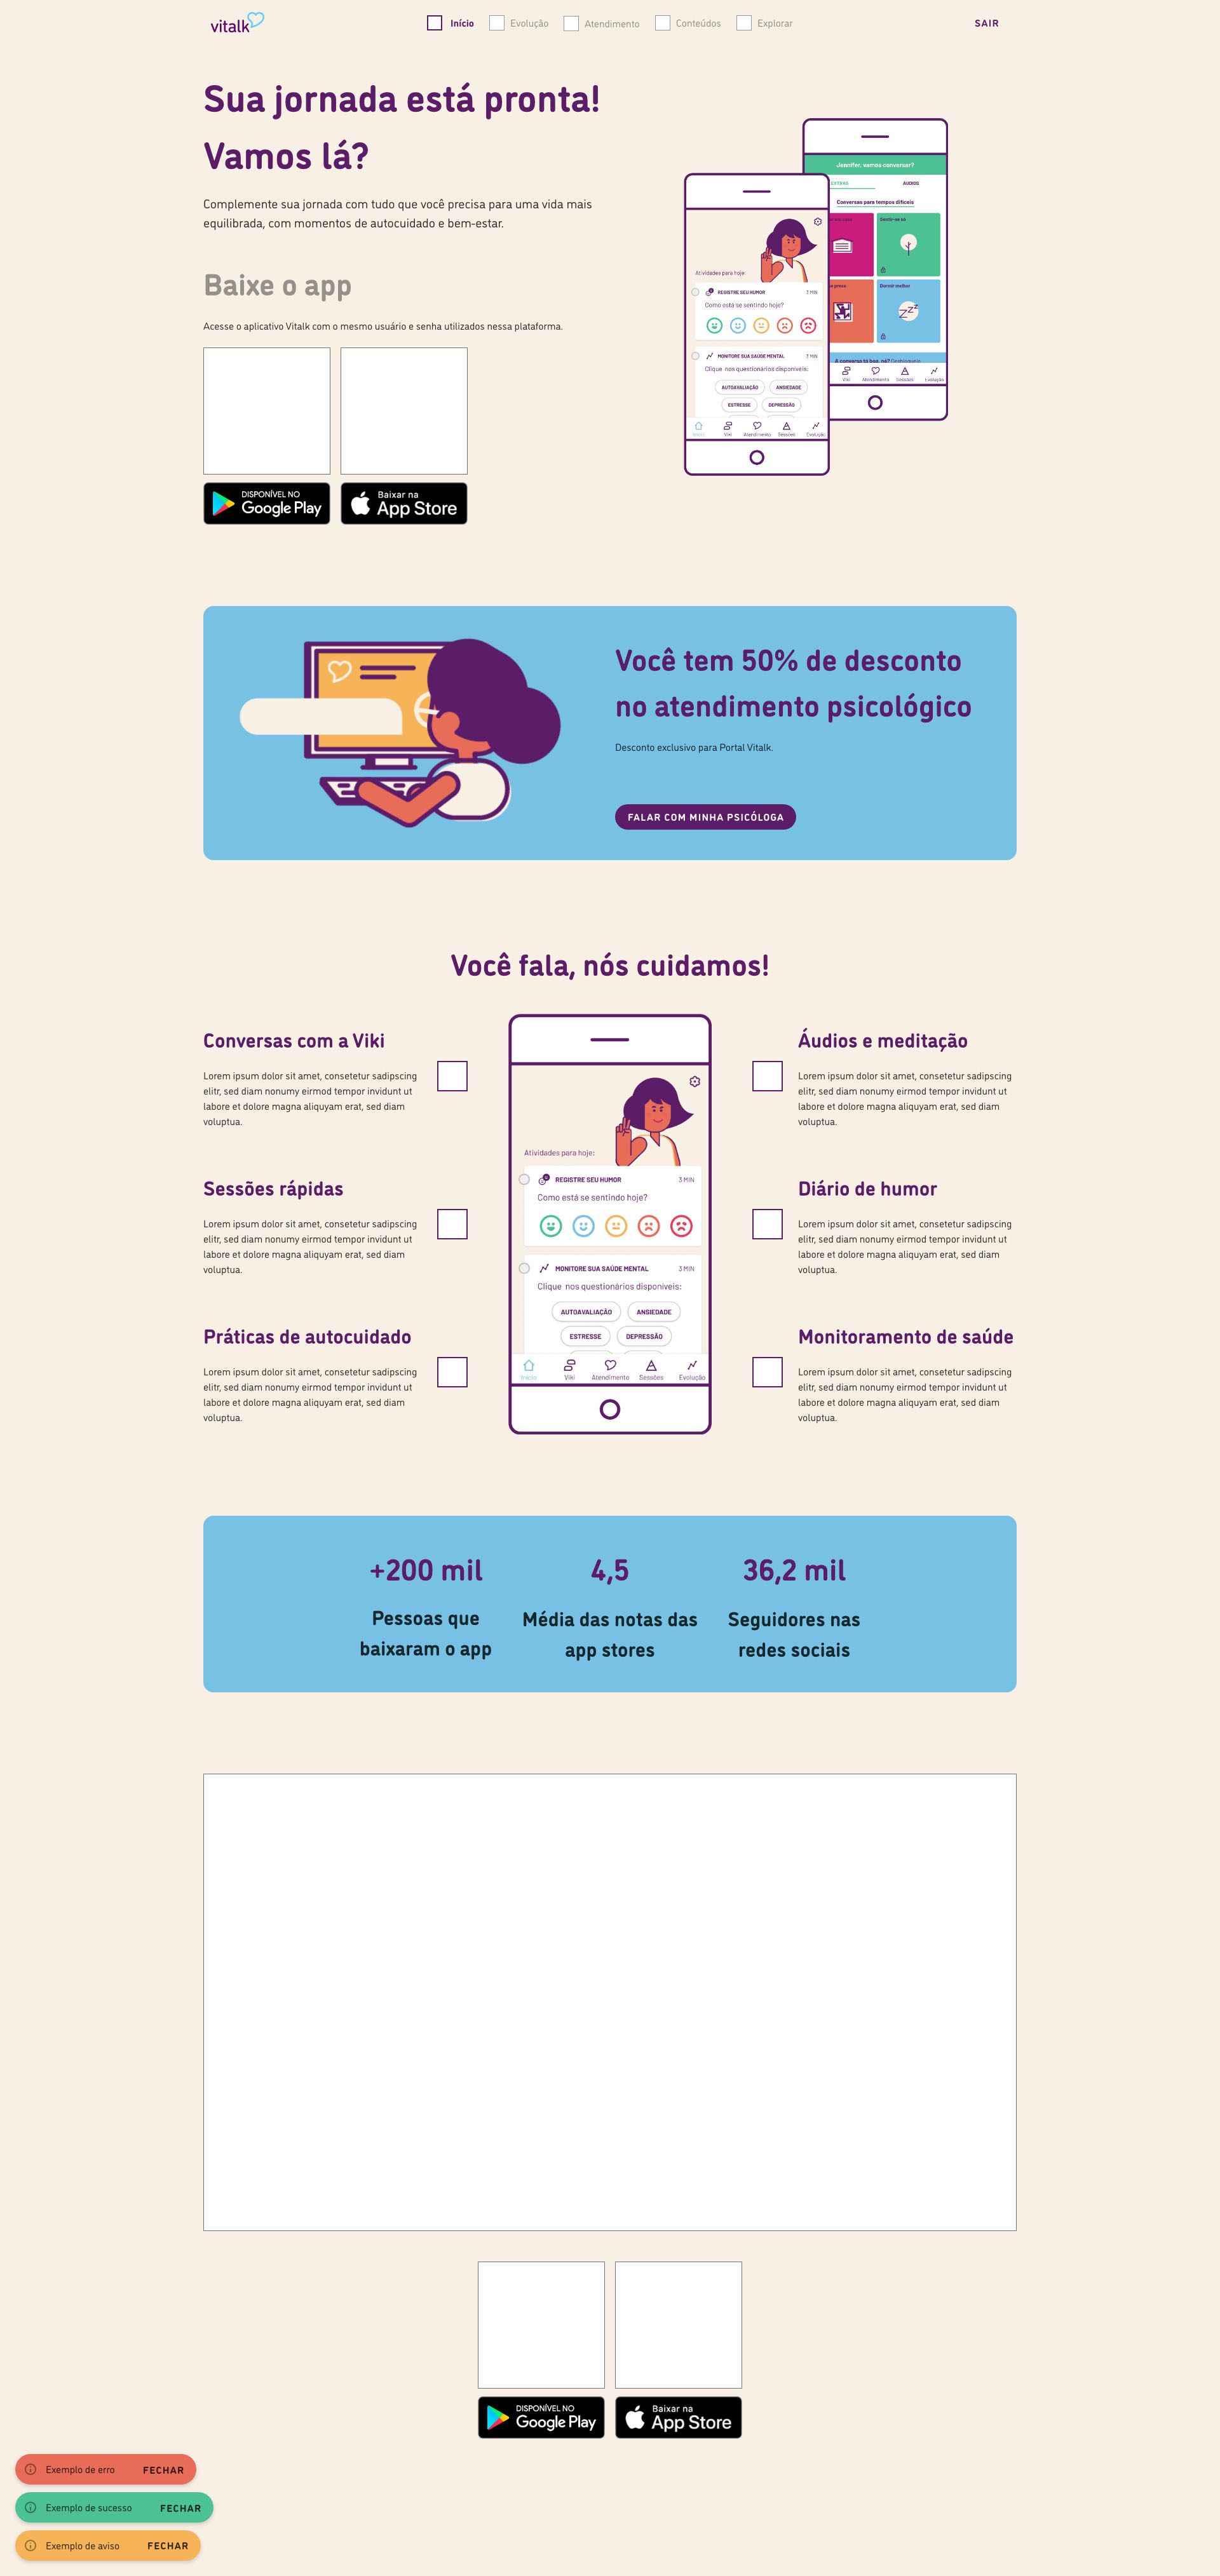 vitalk
Início
Evolução
Atendimento
Conteúdos
Explorar
SAIR
Sua jornada está pronta!
Vamos lá?
Complemente sua jornada com tudo que você precisa para uma vida mais
equilibrada, com momentos de autocuidado e bem-estar.
Baixe o app
Acesse o aplicativo Vitalk com o mesmo usuário e senha utilizados nessa plataforma.
DISPONÍVEL NO
Google Play
Baixar na
App Store
Jennifer, vamos conversar?
EXTRAS
ÁUDIOS
Conversas para tempos difíceis
Sentir-se só
Dormir melhor
Viki
Atendimento
Sessões
Evolução
Atividades para hoje:
REGISTRE SEU HUMOR
3 MIN
Como está se sentindo hoje?
MONITORE SUA SAÚDE MENTAL
3 MIN
Clique nos questionários disponíveis:
AUTOAVALIAÇÃO
ANSIEDADE
ESTRESSE
DEPRESSÃO
Início
Viki
Atendimento
Sessões
Evolução
Você tem 50% de desconto
no atendimento psicológico
Desconto exclusivo para Portal Vitalk.
FALAR COM MINHA PSICÓLOGA
Você fala, nós cuidamos!
Conversas com a Viki
Lorem ipsum dolor sit amet, consetetur sadipscing
elitr, sed diam nonumy eirmod tempor invidunt ut
labore et dolore magna aliquyam erat, sed diam
voluptua.
Sessões rápidas
Lorem ipsum dolor sit amet, consetetur sadipscing
elitr, sed diam nonumy eirmod tempor invidunt ut
labore et dolore magna aliquyam erat, sed diam
voluptua.
Práticas de autocuidado
Lorem ipsum dolor sit amet, consetetur sadipscing
elitr, sed diam nonumy eirmod tempor invidunt ut
labore et dolore magna aliquyam erat, sed diam
voluptua.
Atividades para hoje:
REGISTRE SEU HUMOR
3 MIN
Como está se sentindo hoje?
MONITORE SUA SAÚDE MENTAL
3 MIN
Clique nos questionários disponíveis:
AUTOAVALIAÇÃO
ANSIEDADE
ESTRESSE
DEPRESSÃO
Início
Viki
Atendimento
Sessões
Evolução
Áudios e meditação
Lorem ipsum dolor sit amet, consetetur sadipscing
elitr, sed diam nonumy eirmod tempor invidunt ut
labore et dolore magna aliquyam erat, sed diam
voluptua.
Diário de humor
Lorem ipsum dolor sit amet, consetetur sadipscing
elitr, sed diam nonumy eirmod tempor invidunt ut
labore et dolore magna aliquyam erat, sed diam
voluptua.
Monitoramento de saúde
Lorem ipsum dolor sit amet, consetetur sadipscing
elitr, sed diam nonumy eirmod tempor invidunt ut
labore et dolore magna aliquyam erat, sed diam
voluptua.
+200 mil
Pessoas que
baixaram o app
4,5
Média das notas das
app stores
36,2 mil
Seguidores nas
redes sociais
DISPONÍVEL NO
Google Play
Baixar na
App Store
Exemplo de erro
FECHAR
Exemplo de sucesso
FECHAR
Exemplo de aviso
FECHAR